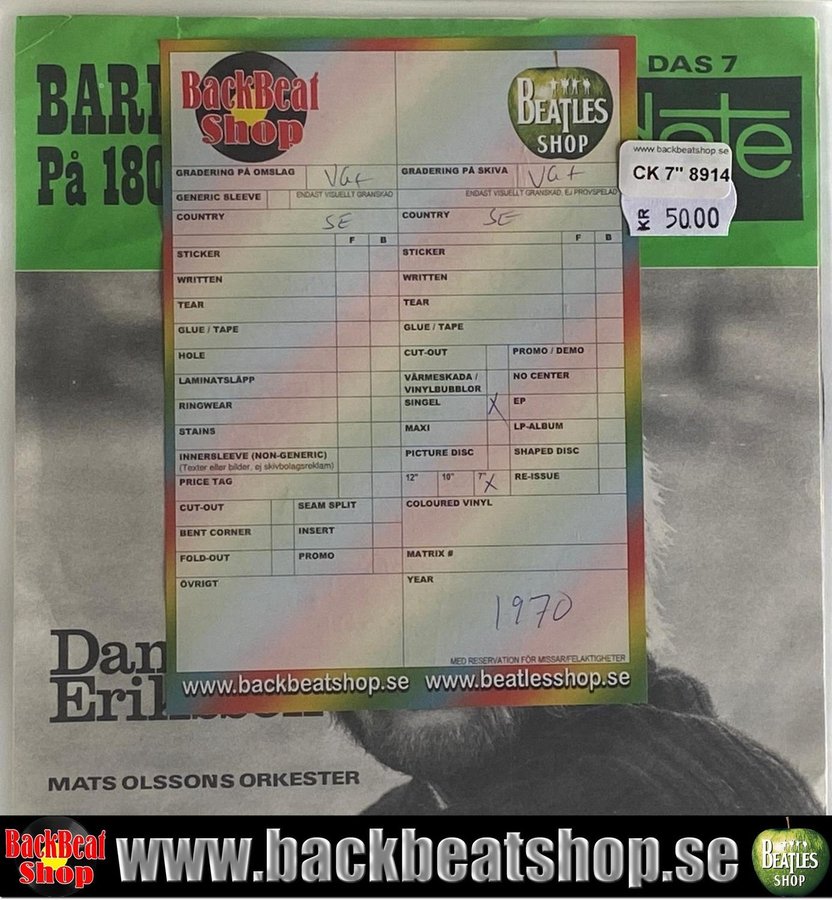 BARN
På 180
DAS 7
BackBeat
Shop
BEATLES
SHOP
www.backbeatshop.se
CK 7" 8914
KR 50.00
GRADERING PÅ OMSLAG VG+
GRADERING PÅ SKIVA VG+
ENDAST VISUELLT GRANSKAD
ENDAST VISUELLT GRANSKAD, EJ PROVSPELAD
GENERIC SLEEVE
COUNTRY SE
COUNTRY SE
F B
F B
STICKER
STICKER
WRITTEN
WRITTEN
TEAR
TEAR
GLUE / TAPE
GLUE / TAPE
HOLE
CUT-OUT
PROMO / DEMO
LAMINATSLÄPP
VÄRMESKADA /
VINYLBUBBLOR
NO CENTER
RINGWEAR
SINGEL X
EP
STAINS
MAXI
LP-ALBUM
INNERSLEEVE (NON-GENERIC)
(Texter eller bilder, ej skivbolagsreklam)
PICTURE DISC
SHAPED DISC
PRICE TAG
12" 10" 7" X
RE-ISSUE
CUT-OUT
SEAM SPLIT
COLOURED VINYL
BENT CORNER
INSERT
FOLD-OUT
PROMO
MATRIX #
ÖVRIGT
YEAR
1970
MED RESERVATION FÖR MISSAR/FELAKTIGHETER
www.backbeatshop.se www.beatlesshop.se
Dan
Eriksson
MATS OLSSONS ORKESTER
BackBeat
Shop
www.backbeatshop.se
BEATLES
SHOP